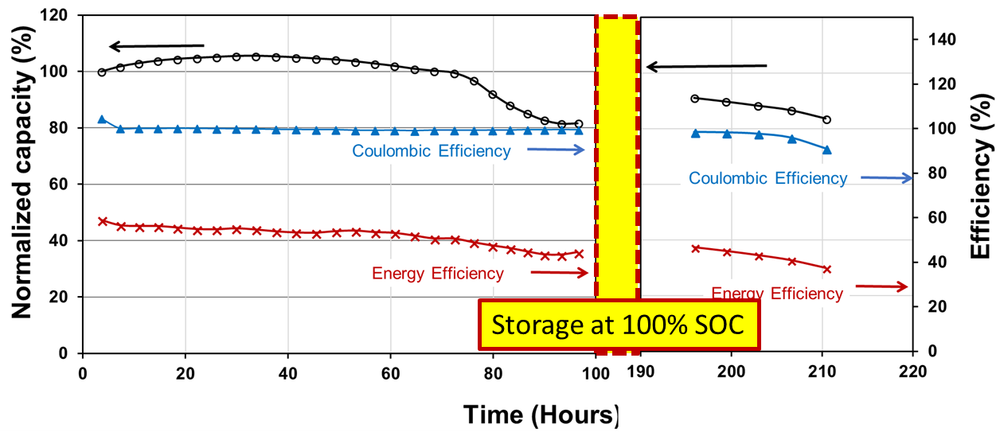 Normalized capacity (%)
120
100
80
60
40
20
0
Coulombic Efficiency
Energy Efficiency
0 20 40 60 80 100
Storage at 100% SOC
Coulombic Efficiency
Energy Efficiency
190 200 210 220
140
120
100
80
60
40
20
0
Efficiency (%)
Time (Hours)